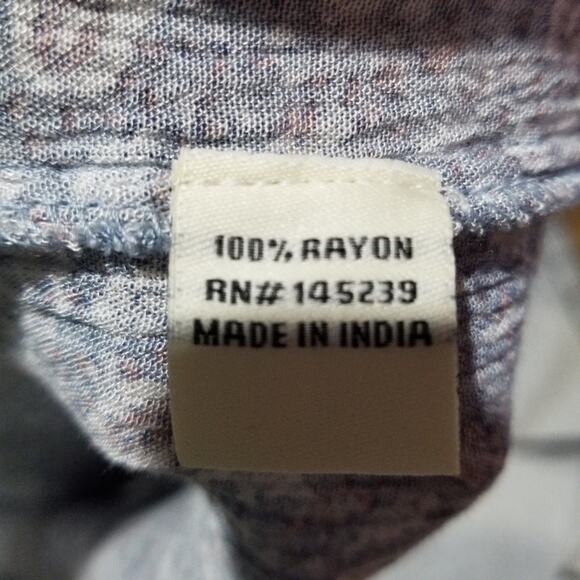 100% RAYON
RN# 145239
MADE IN INDIA